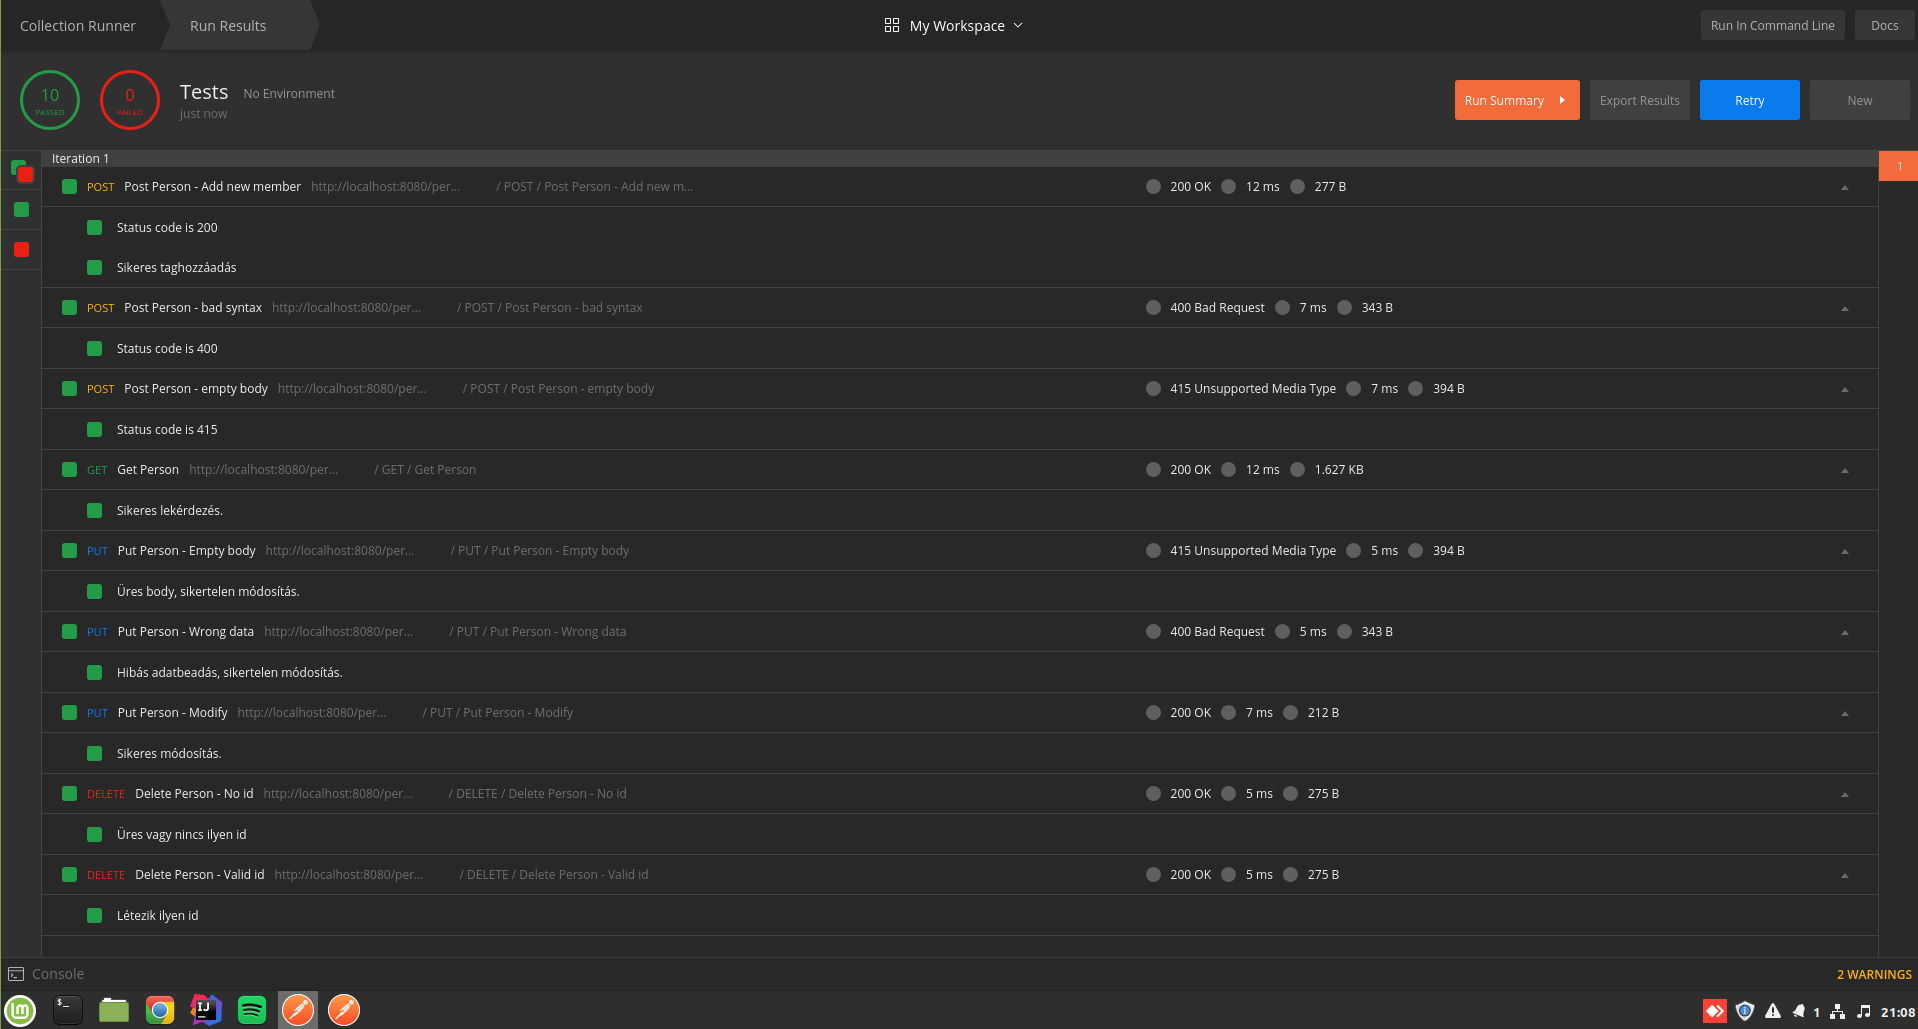 Collection Runner Run Results My Workspace Run In Command Line Docs
10 PASSED 0 FAILED Tests No Environment
just now
Run Summary Export Results Retry New
Iteration 1
1
POST Post Person - Add new member http://localhost:8080/per... / POST / Post Person - Add new m... 200 OK 12 ms 277 B
Status code is 200
Sikeres taghozzáadás
POST Post Person - bad syntax http://localhost:8080/per... / POST / Post Person - bad syntax 400 Bad Request 7 ms 343 B
Status code is 400
POST Post Person - empty body http://localhost:8080/per... / POST / Post Person - empty body 415 Unsupported Media Type 7 ms 394 B
Status code is 415
GET Get Person http://localhost:8080/per... / GET / Get Person 200 OK 12 ms 1.627 KB
Sikeres lekérdezés.
PUT Put Person - Empty body http://localhost:8080/per... / PUT / Put Person - Empty body 415 Unsupported Media Type 5 ms 394 B
Üres body, sikertelen módosítás.
PUT Put Person - Wrong data http://localhost:8080/per... / PUT / Put Person - Wrong data 400 Bad Request 5 ms 343 B
Hibás adatbeadás, sikertelen módosítás.
PUT Put Person - Modify http://localhost:8080/per... / PUT / Put Person - Modify 200 OK 7 ms 212 B
Sikeres módosítás.
DELETE Delete Person - No id http://localhost:8080/per... / DELETE / Delete Person - No id 200 OK 5 ms 275 B
Üres vagy nincs ilyen id
DELETE Delete Person - Valid id http://localhost:8080/per... / DELETE / Delete Person - Valid id 200 OK 5 ms 275 B
Létezik ilyen id
Console 2 WARNINGS
$_ IJ 1 21:08